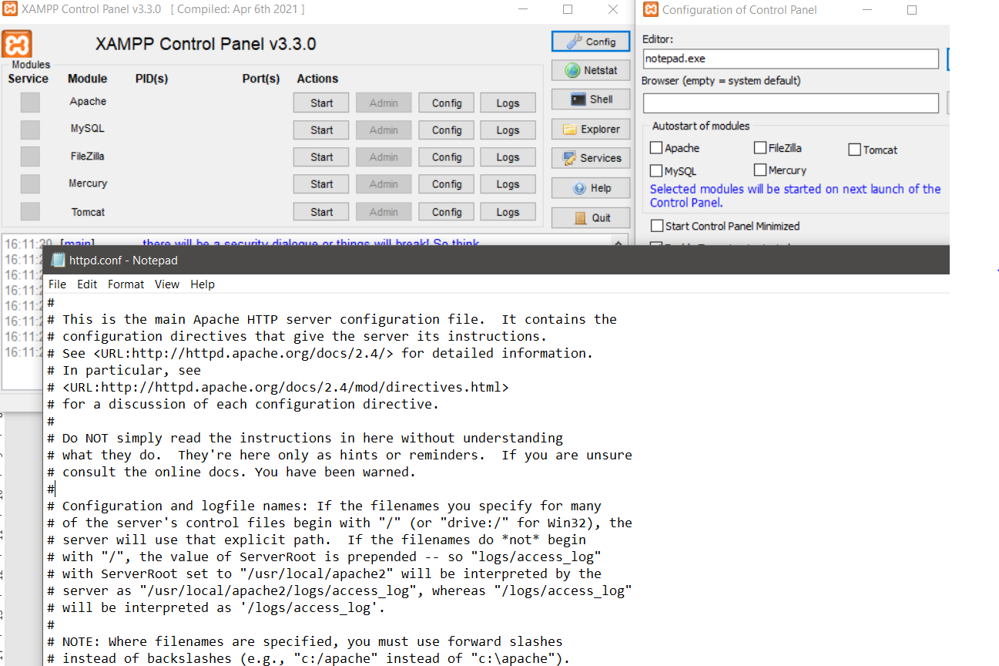 XAMPP Control Panel v3.3.0 [ Compiled: Apr 6th 2021 ]
XAMPP Control Panel v3.3.0
Config
Modules
Service Module PID(s) Port(s) Actions
Netstat
Apache Start Admin Config Logs
Shell
MySQL Start Admin Config Logs
Explorer
FileZilla Start Admin Config Logs
Services
Mercury Start Admin Config Logs
Help
Tomcat Start Admin Config Logs
Quit
16:11:20 [main] there will be a security dialogue or things will break! So think
16:11:2
16:11:2
16:11:2
16:11:2
16:11:2
16:11:2
16:11:2
Configuration of Control Panel
Editor:
notepad.exe
Browser (empty = system default)
Autostart of modules
Apache FileZilla Tomcat
MySQL Mercury
Selected modules will be started on next launch of the
Control Panel.
Start Control Panel Minimized
httpd.conf - Notepad
File Edit Format View Help
#
# This is the main Apache HTTP server configuration file.  It contains the
# configuration directives that give the server its instructions.
# See <URL:http://httpd.apache.org/docs/2.4/> for detailed information.
# In particular, see
# <URL:http://httpd.apache.org/docs/2.4/mod/directives.html>
# for a discussion of each configuration directive.
#
# Do NOT simply read the instructions in here without understanding
# what they do.  They're here only as hints or reminders.  If you are unsure
# consult the online docs. You have been warned.
#
# Configuration and logfile names: If the filenames you specify for many
# of the server's control files begin with "/" (or "drive:/" for Win32), the
# server will use that explicit path.  If the filenames do *not* begin
# with "/", the value of ServerRoot is prepended -- so "logs/access_log"
# with ServerRoot set to "/usr/local/apache2" will be interpreted by the
# server as "/usr/local/apache2/logs/access_log", whereas "/logs/access_log"
# will be interpreted as '/logs/access_log'.
#
# NOTE: Where filenames are specified, you must use forward slashes
# instead of backslashes (e.g., "c:/apache" instead of "c:\apache").